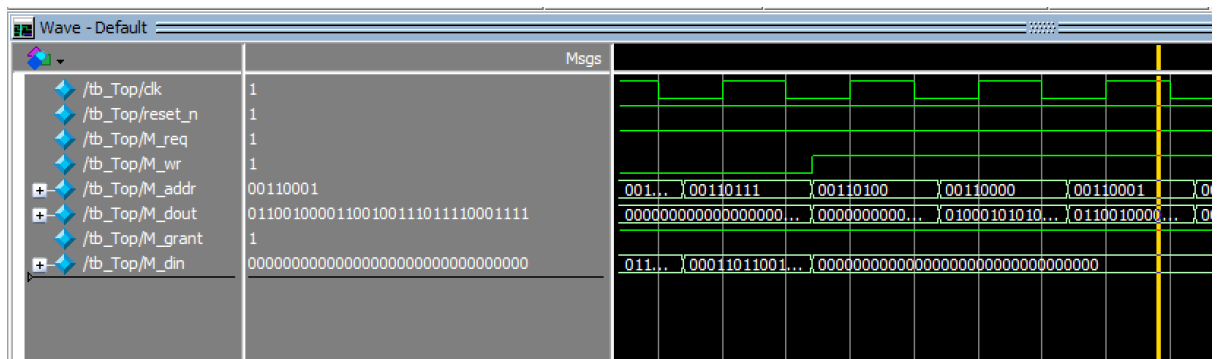 Wave - Default
Msgs
/tb_Top/clk 1
/tb_Top/reset_n 1
/tb_Top/M_req 1
/tb_Top/M_wr 1
/tb_Top/M_addr 00110001 001... 00110111 00110100 00110000 00110001 0
/tb_Top/M_dout 01100100001100100111011110001111 0000000000000000... 0000000000... 01000101010... 0110010000... 0
/tb_Top/M_grant 1
/tb_Top/M_din 00000000000000000000000000000000 011... 00011011001... 00000000000000000000000000000000